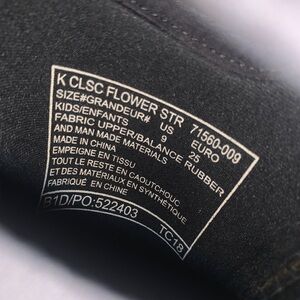 K CLSC FLOWER STR 71560-009
SIZE#GRANDEUR# US EURO
KIDS/ENFANTS 9 25
FABRIC UPPER/BALANCE RUBBER
AND MAN MADE MATERIALS
MADE IN CHINA
EMPEIGNE EN TISSU
TOUT LE RESTE EN CAOUTCHOUC
ET DES MATÉRIAUX EN SYNTHÉTIQUE
FABRIQUÉ EN CHINE
B1D/PO:522403 TC18